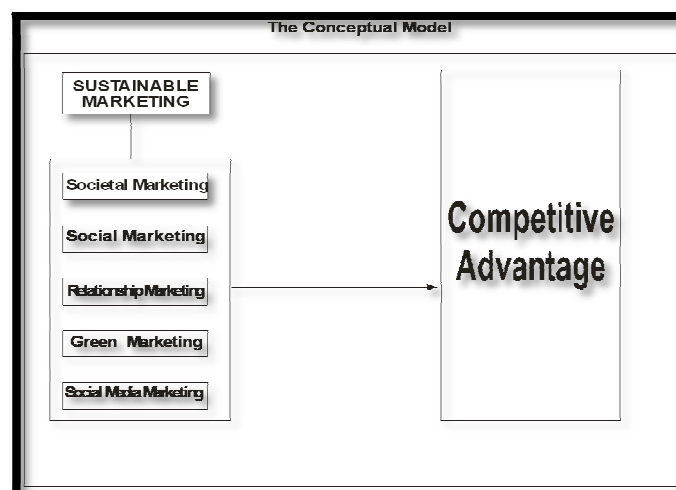 The Conceptual Model
SUSTAINABLE
MARKETING
Societal Marketing
Social Marketing
Relationship Marketing
Green Marketing
Social Media Marketing
Competitive
Advantage